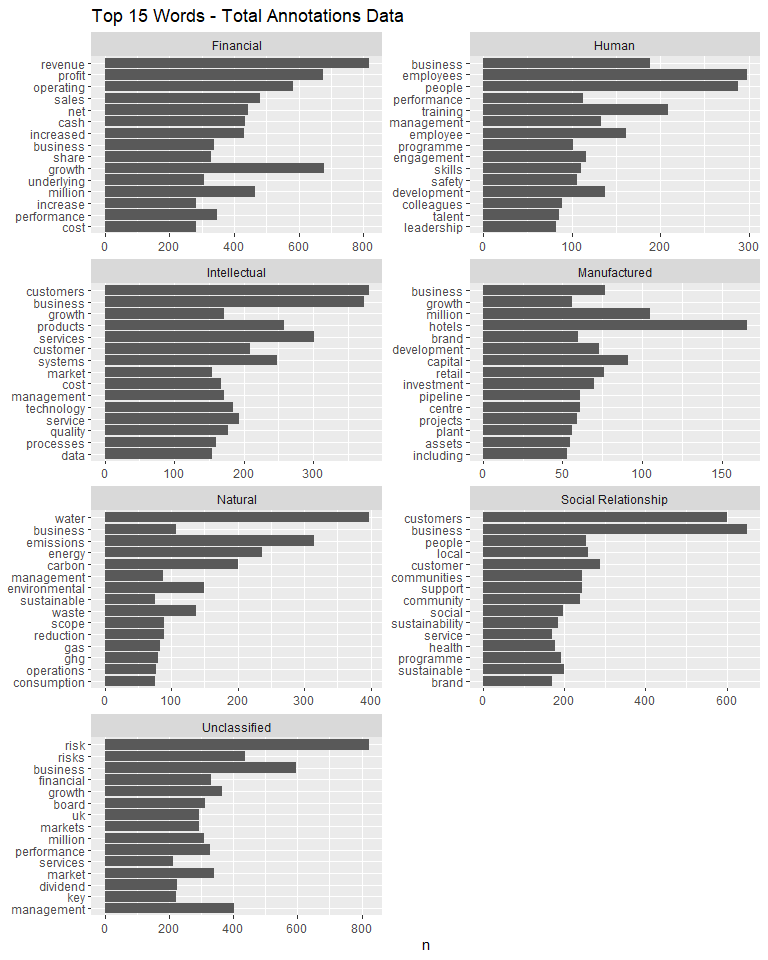 Top 15 Words - Total Annotations Data
Financial
revenue
profit
operating
sales
net
cash
increased
business
share
growth
underlying
million
increase
performance
cost
0 200 400 600 800
Human
business
employees
people
performance
training
management
employee
programme
engagement
skills
safety
development
colleagues
talent
leadership
0 100 200 300
Intellectual
customers
business
growth
products
services
customer
systems
market
cost
management
technology
service
quality
processes
data
0 100 200 300
Manufactured
business
growth
million
hotels
brand
development
capital
retail
investment
pipeline
centre
projects
plant
assets
including
0 50 100 150
Natural
water
business
emissions
energy
carbon
management
environmental
sustainable
waste
scope
reduction
gas
ghg
operations
consumption
0 100 200 300 400
Social Relationship
customers
business
people
local
customer
communities
support
community
social
sustainability
service
health
programme
sustainable
brand
0 200 400 600
Unclassified
risk
risks
business
financial
growth
board
uk
markets
million
performance
services
market
dividend
key
management
0 200 400 600 800
n